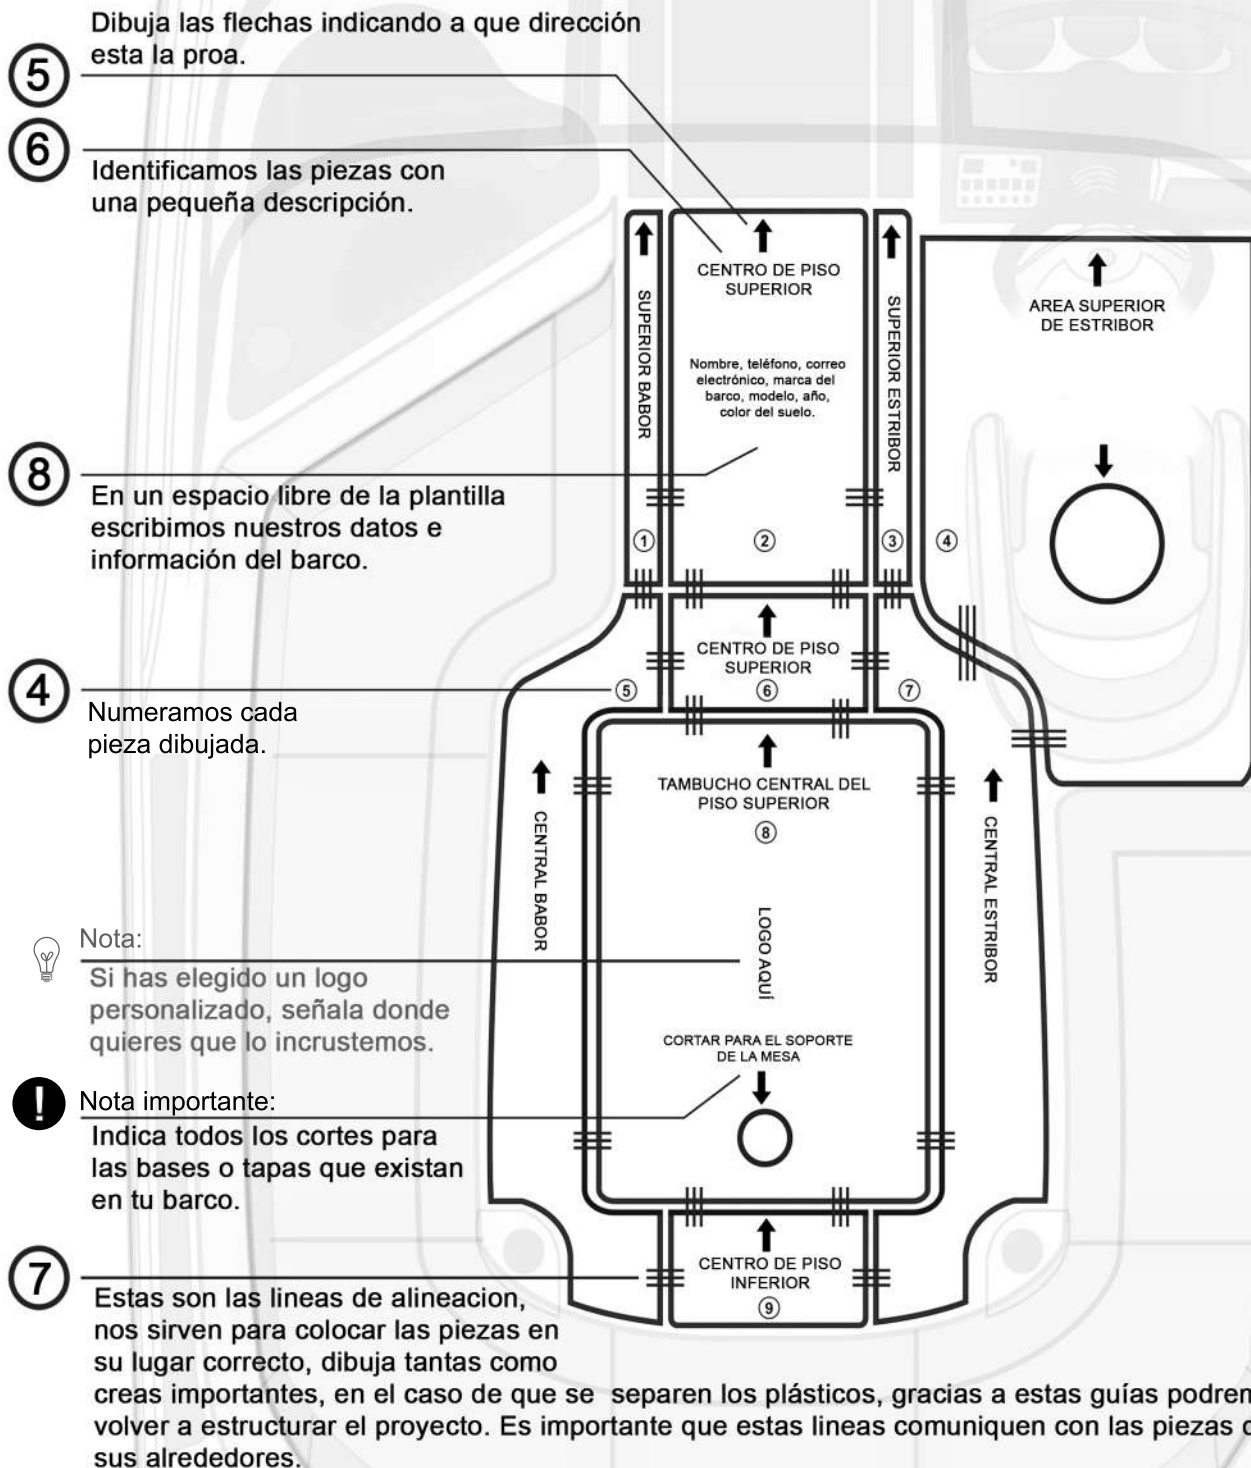 Dibuja las flechas indicando a que dirección
esta la proa.
5
6
Identificamos las piezas con
una pequeña descripción.
CENTRO DE PISO
SUPERIOR
SUPERIOR BABOR
SUPERIOR ESTRIBOR
AREA SUPERIOR
DE ESTRIBOR
Nombre, teléfono, correo
electrónico, marca del
barco, modelo, año,
color del suelo.
8
En un espacio libre de la plantilla
escribimos nuestros datos e
información del barco.
1
2
3
4
CENTRO DE PISO
SUPERIOR
4
Numeramos cada
pieza dibujada.
5
6
7
TAMBUCHO CENTRAL DEL
PISO SUPERIOR
8
CENTRAL BABOR
CENTRAL ESTRIBOR
LOGO AQUÍ
Nota:
Si has elegido un logo
personalizado, señala donde
quieres que lo incrustemos.
CORTAR PARA EL SOPORTE
DE LA MESA
!
Nota importante:
Indica todos los cortes para
las bases o tapas que existan
en tu barco.
7
CENTRO DE PISO
INFERIOR
9
Estas son las lineas de alineacion,
nos sirven para colocar las piezas en
su lugar correcto, dibuja tantas como
creas importantes, en el caso de que se separen los plásticos, gracias a estas guías podrem
volver a estructurar el proyecto. Es importante que estas lineas comuniquen con las piezas
sus alrededores.